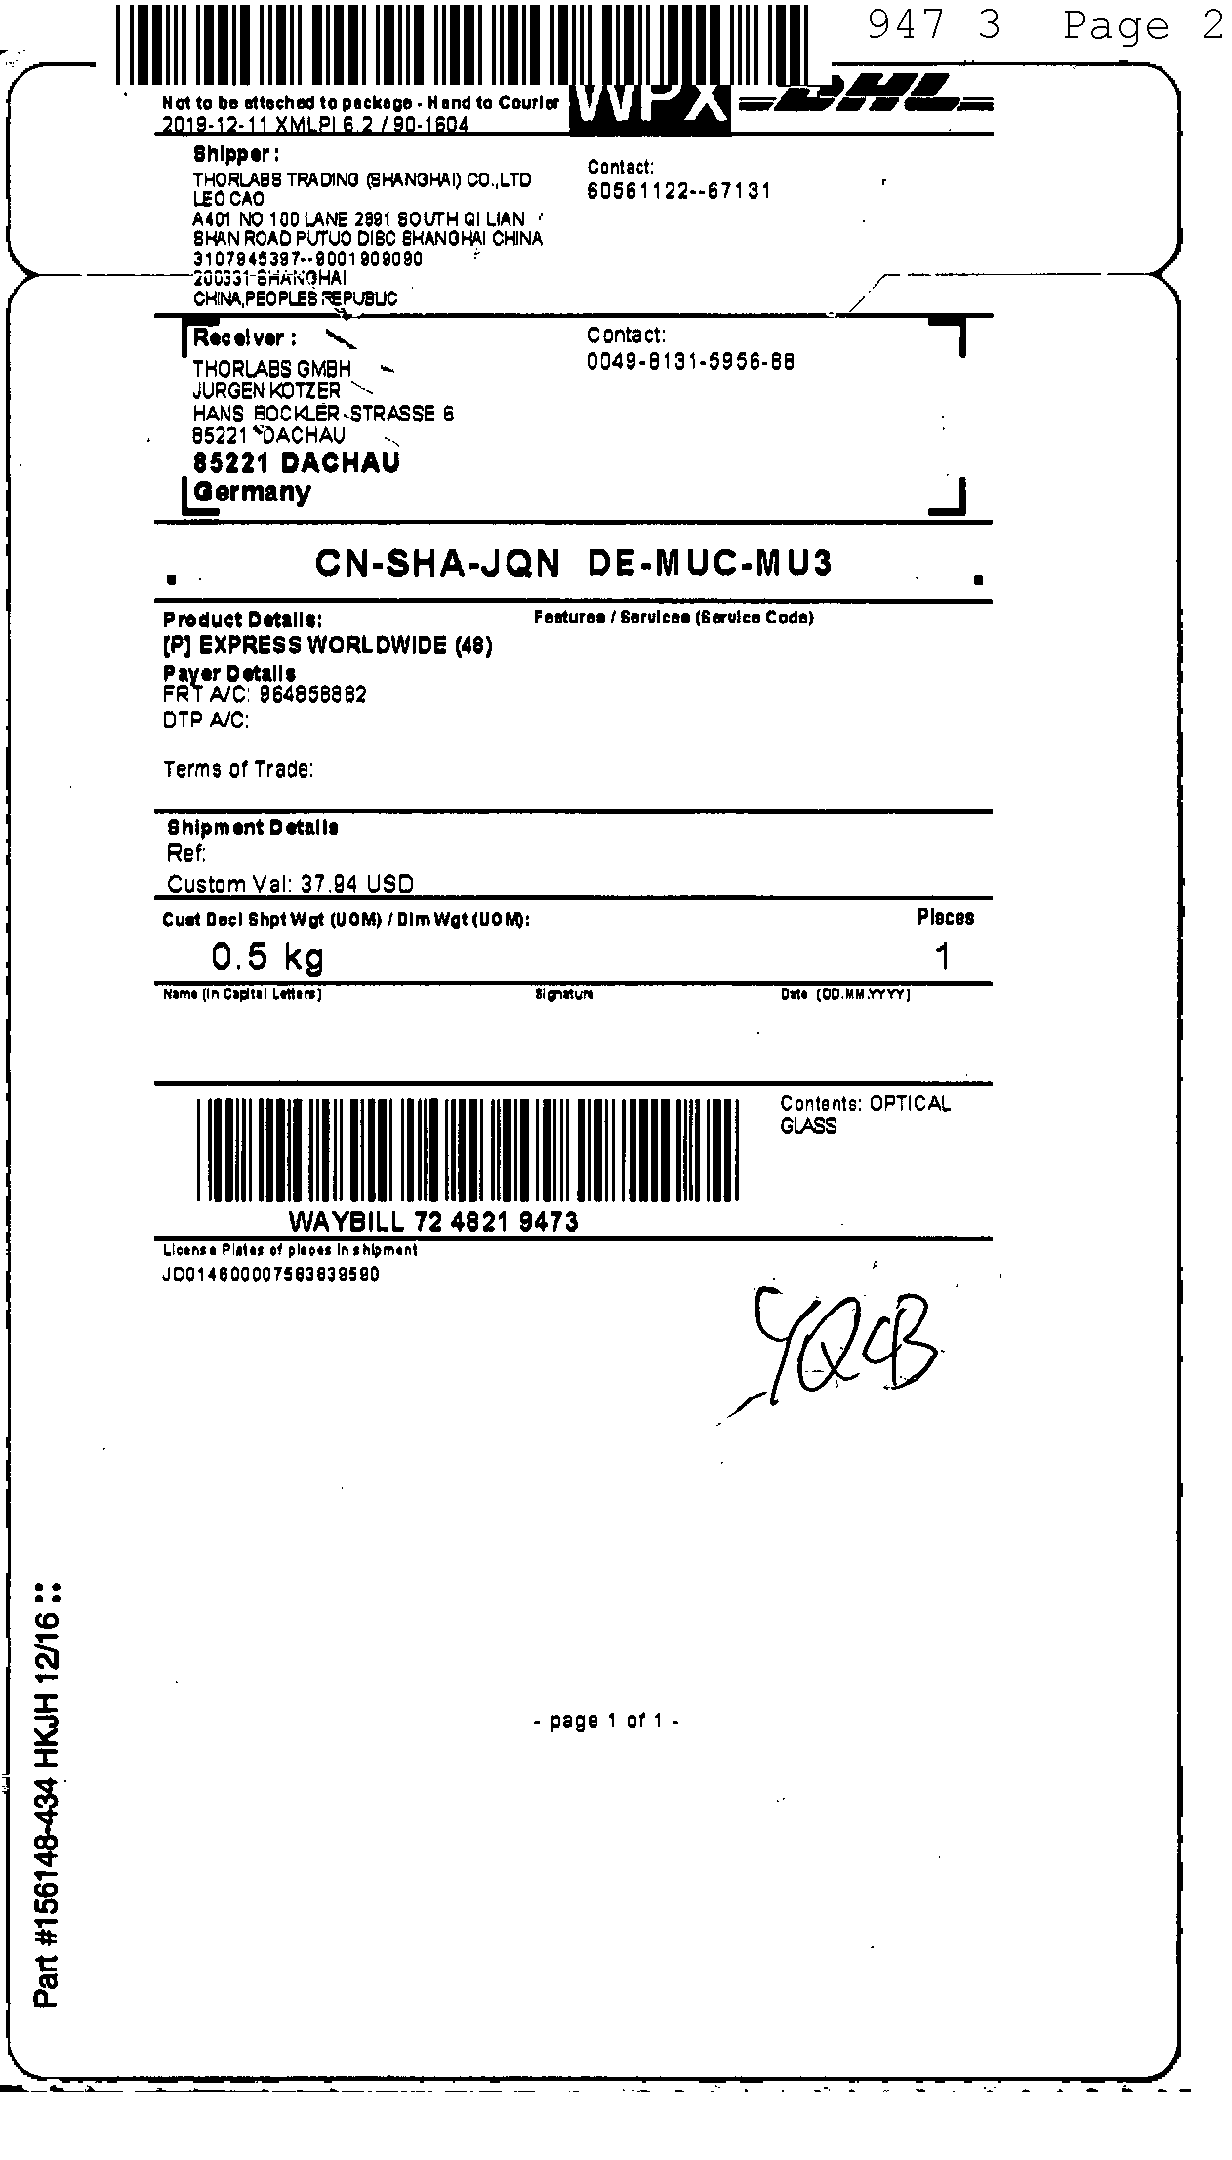 947 3 Page 2
Not to be attached to package - Hand to Courier
WPX
DHL
2019-12-11 XMLPI 6.2 / 90-1604
Shipper :
Contact:
THORLABS TRADING (SHANGHAI) CO.,LTD
60561122--67131
LEO CAO
A401 NO 100 LANE 2891 SOUTH QI LIAN
SHAN ROAD PUTUO DISC SHANGHAI CHINA
3107845397--9001909090
200331 SHANGHAI
CHINA, PEOPLES REPUBLIC
Receiver :
Contact:
THORLABS GMBH
0049-8131-5956-88
JURGEN KOTZER
HANS BOCKLER-STRASSE 6
85221 DACHAU
85221 DACHAU
Germany
CN-SHA-JQN DE-MUC-MU3
Product Details:
Features / Services (Service Code)
[P] EXPRESS WORLDWIDE (48)
Payer Details
FRT A/C: 964858882
DTP A/C:
Terms of Trade:
Shipment Details
Ref:
Custom Val: 37.94 USD
Cust Decl Shpt Wgt (UOM) / Dim Wgt (UOM):
Pieces
0.5 kg
1
Name (In Capital Letters)
Signature
Date (DD.MM.YYYY)
Contents: OPTICAL
GLASS
WAYBILL 72 4821 9473
License Plates of pieces in shipment
JD014600007583839590
- page 1 of 1 -
Part #156148-434 HKJH 12/16